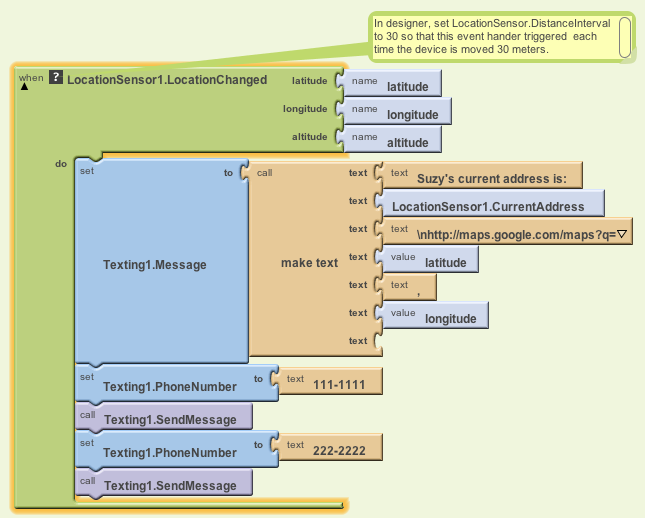 In designer, set LocationSensor.DistanceInterval
to 30 so that this event hander triggered each
time the device is moved 30 meters.
when ? LocationSensor1.LocationChanged latitude name latitude
longitude name longitude
altitude name altitude
do set to call text text Suzy's current address is:
text LocationSensor1.CurrentAddress
text text \nhttp://maps.google.com/maps?q=
Texting1.Message make text text value latitude
text text ,
text value longitude
text
set Texting1.PhoneNumber to text 111-1111
call Texting1.SendMessage
set Texting1.PhoneNumber to text 222-2222
call Texting1.SendMessage